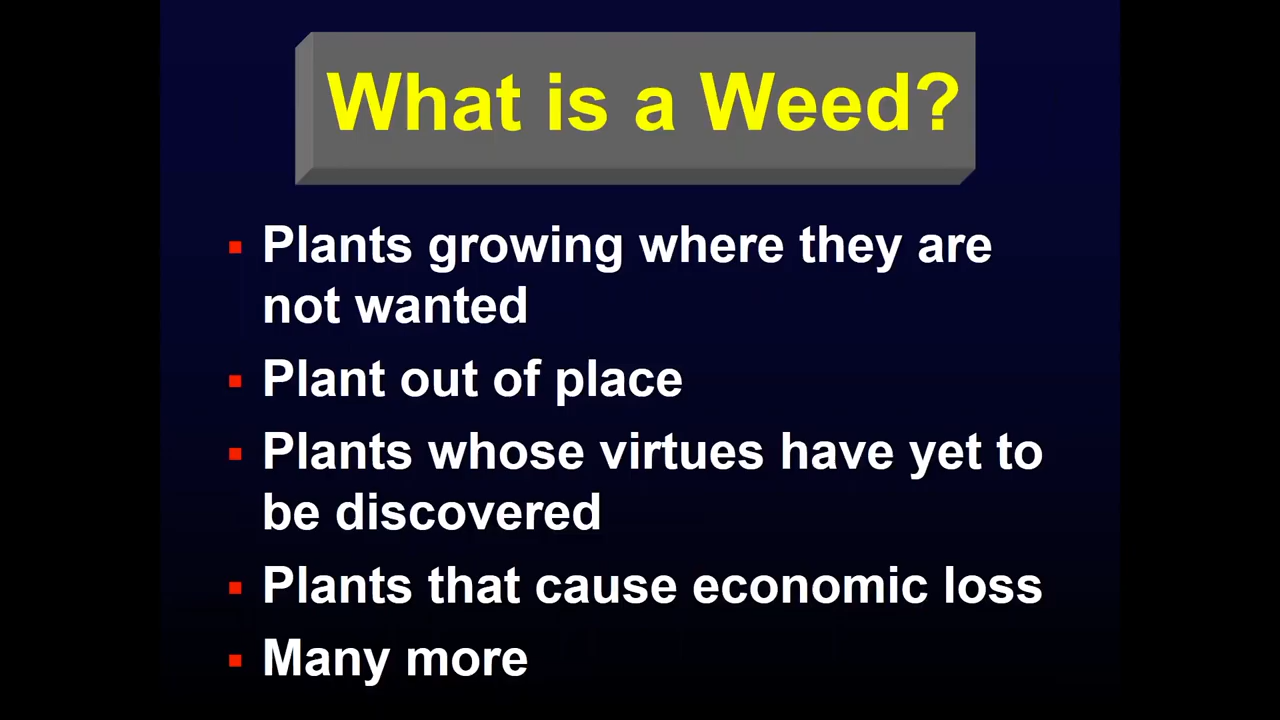 What is a Weed?
▪ Plants growing where they are
not wanted
▪ Plant out of place
▪ Plants whose virtues have yet to
be discovered
▪ Plants that cause economic loss
▪ Many more